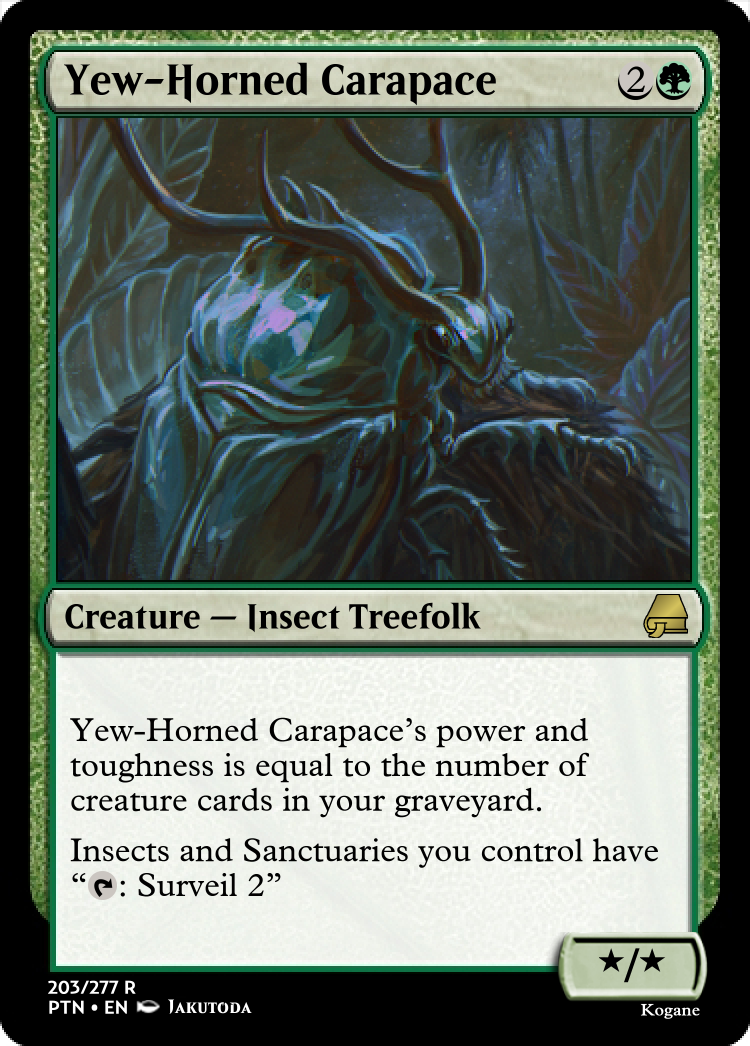 Yew-Horned Carapace 2
Creature — Insect Treefolk
Yew-Horned Carapace's power and
toughness is equal to the number of
creature cards in your graveyard.
Insects and Sanctuaries you control have
“: Surveil 2”
★/★
203/277 R
PTN • EN Jakutoda
Kogane